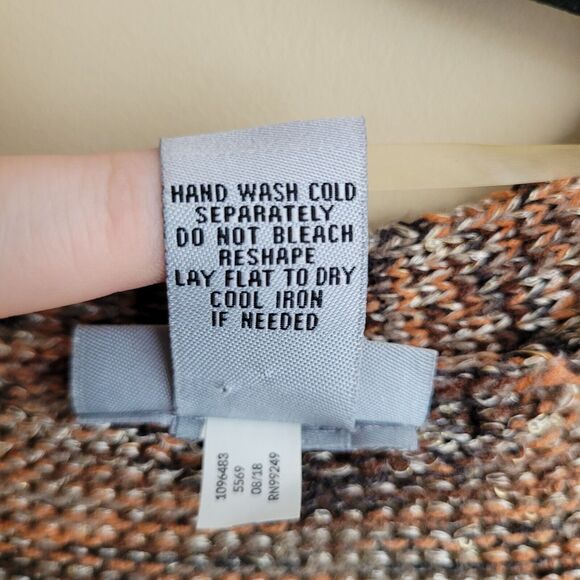 HAND WASH COLD
SEPARATELY
DO NOT BLEACH
RESHAPE
LAY FLAT TO DRY
COOL IRON
IF NEEDED
1096483
5569
08/18
RN99249